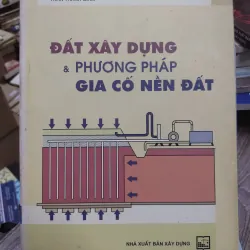 ĐẤT XÂY DỰNG
& PHƯƠNG PHÁP
GIA CỐ NỀN ĐẤT
NHÀ XUẤT BẢN XÂY DỰNG